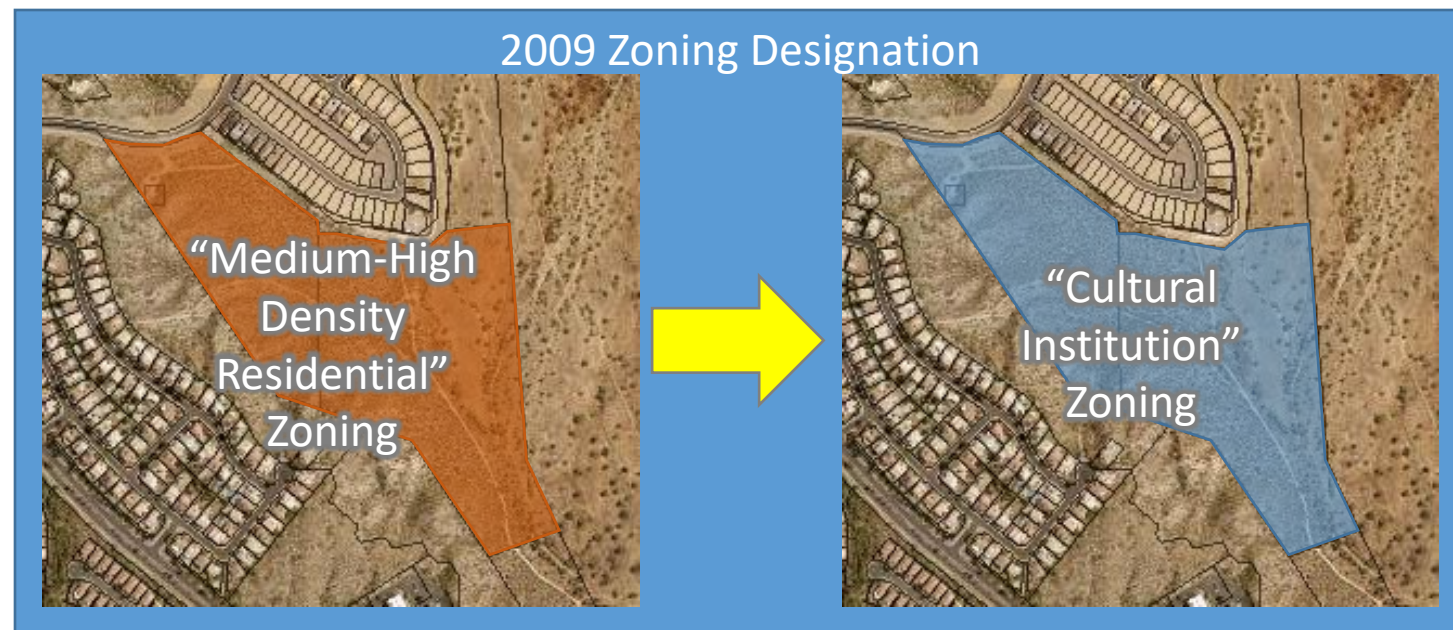 2009 Zoning Designation
“Medium-High
Density
Residential”
Zoning
“Cultural
Institution”
Zoning